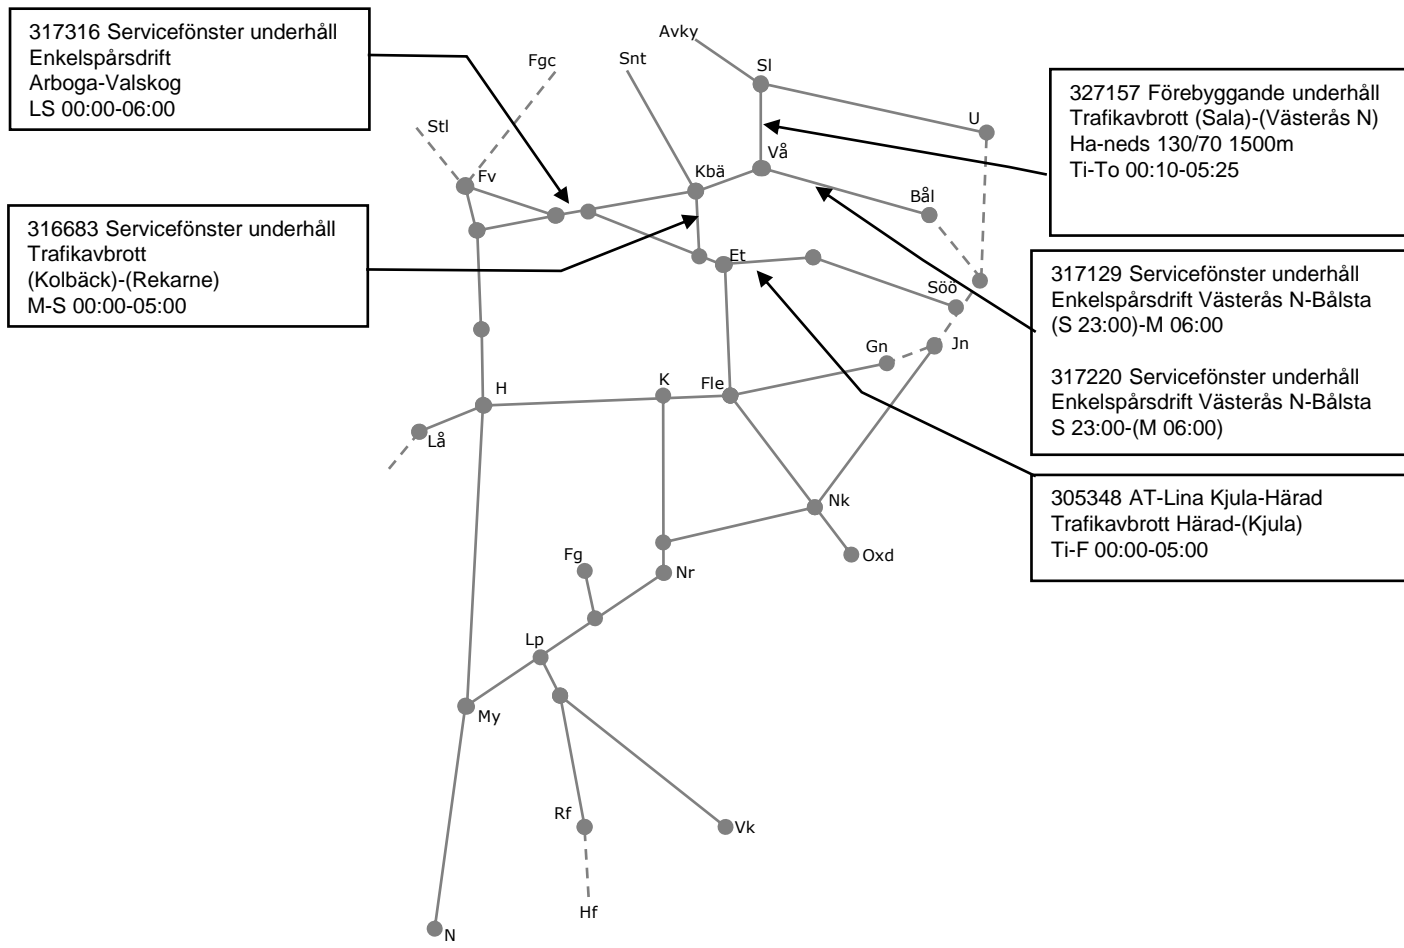 317316 Servicefönster underhåll
Enkelspårsdrift
Arboga-Valskog
LS 00:00-06:00
316683 Servicefönster underhåll
Trafikavbrott
(Kolbäck)-(Rekarne)
M-S 00:00-05:00
327157 Förebyggande underhåll
Trafikavbrott (Sala)-(Västerås N)
Ha-neds 130/70 1500m
Ti-To 00:10-05:25
317129 Servicefönster underhåll
Enkelspårsdrift Västerås N-Bålsta
(S 23:00)-M 06:00
317220 Servicefönster underhåll
Enkelspårsdrift Västerås N-Bålsta
S 23:00-(M 06:00)
305348 AT-Lina Kjula-Härad
Trafikavbrott Härad-(Kjula)
Ti-F 00:00-05:00
Avky
Snt
Fgc
Sl
U
Stl
Vå
Fv
Kbä
Bål
Et
Söö
Gn
Jn
H
K
Fle
Lå
Nk
Oxd
Fg
Nr
Lp
My
Rf
Vk
Hf
N